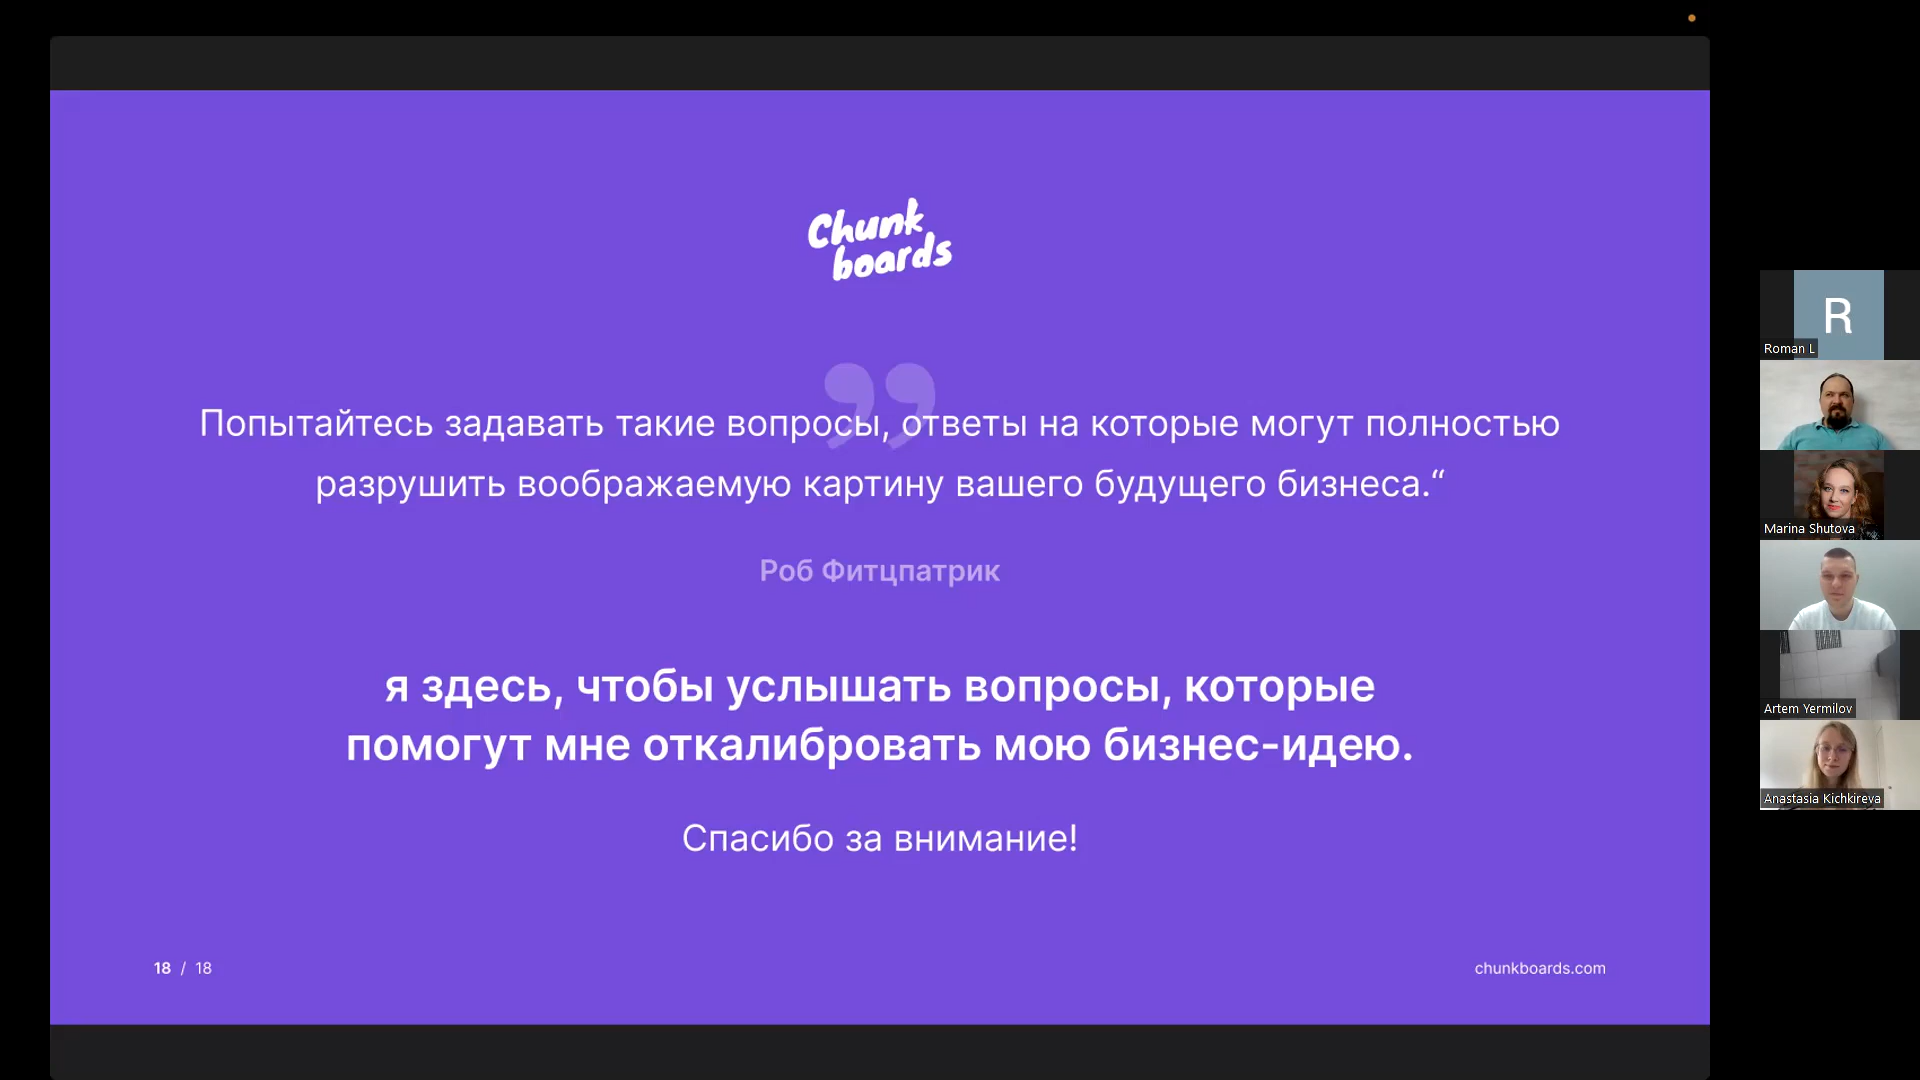 Chunk
boards
Попытайтесь задавать такие вопросы, ответы на которые могут полностью
разрушить воображаемую картину вашего будущего бизнеса.“
Роб Фитцпатрик
я здесь, чтобы услышать вопросы, которые
помогут мне откалибровать мою бизнес-идею.
Спасибо за внимание!
18 / 18
chunkboards.com
R
Roman L
Marina Shutova
Artem Yermilov
Anastasia Kichkireva